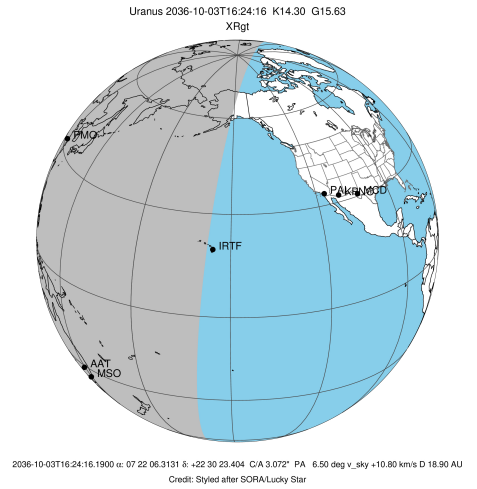 Uranus 2036-10-03T16:24:16 K14.30 G15.63
XRgt
PMO
PAL KPNO MCD
IRTF
AAT
MSO
2036-10-03T16:24:16.1900 α: 07 22 06.3131 δ: +22 30 23.404 C/A 3.072" PA 6.50 deg v_sky +10.80 km/s D 18.90 AU
Credit: Styled after SORA/Lucky Star